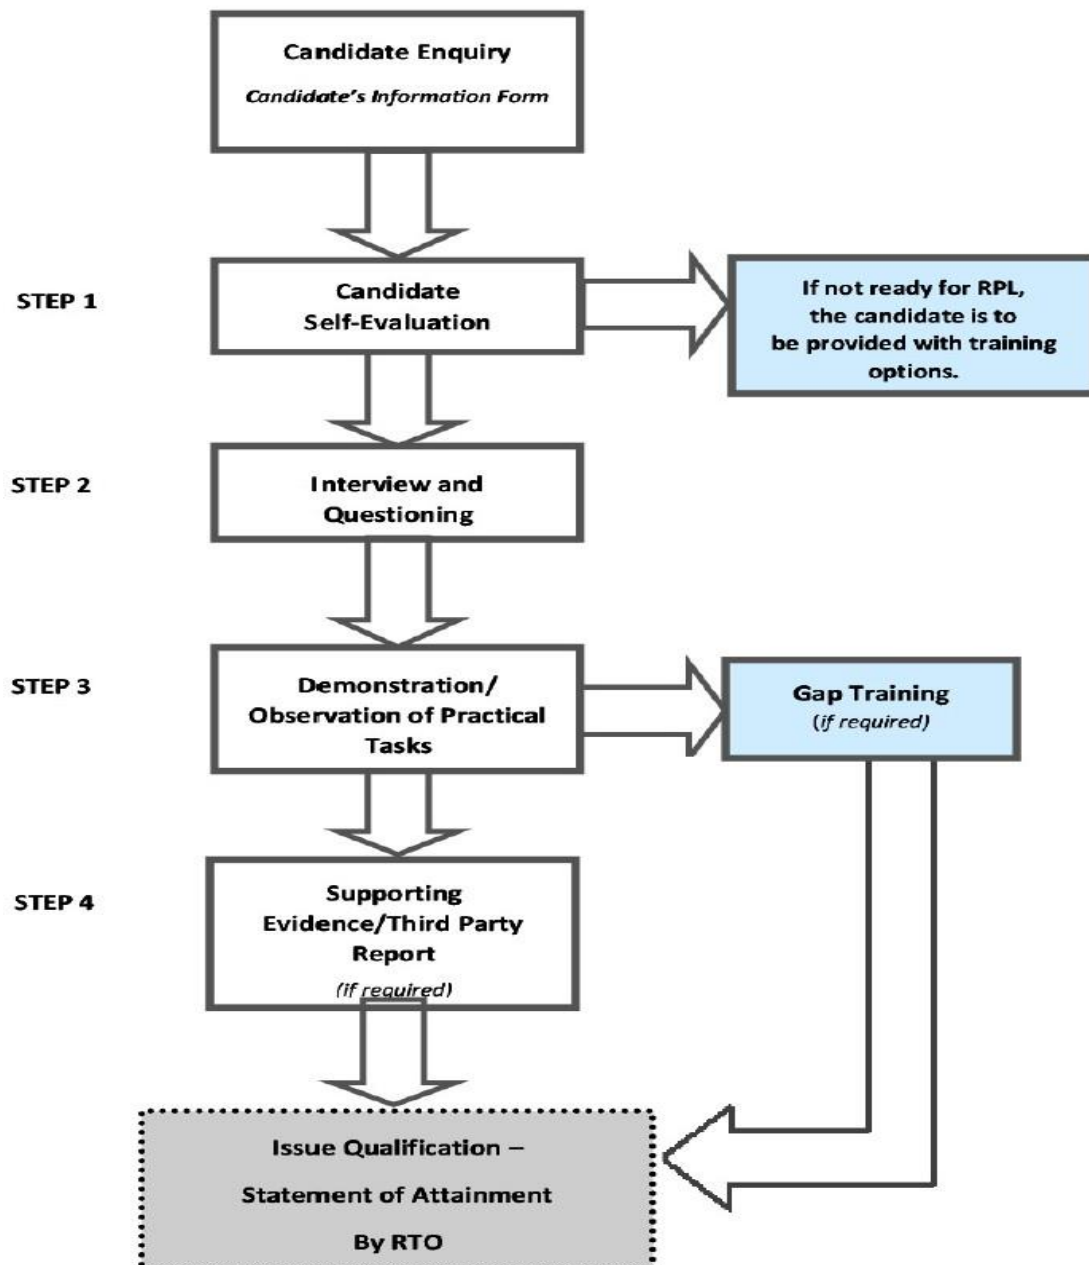 Candidate Enquiry
Candidate's Information Form
STEP 1
Candidate
Self-Evaluation
If not ready for RPL,
the candidate is to
be provided with training
options.
STEP 2
Interview and
Questioning
STEP 3
Demonstration/
Observation of Practical
Tasks
Gap Training
(if required)
STEP 4
Supporting
Evidence/Third Party
Report
(if required)
Issue Qualification –
Statement of Attainment
By RTO